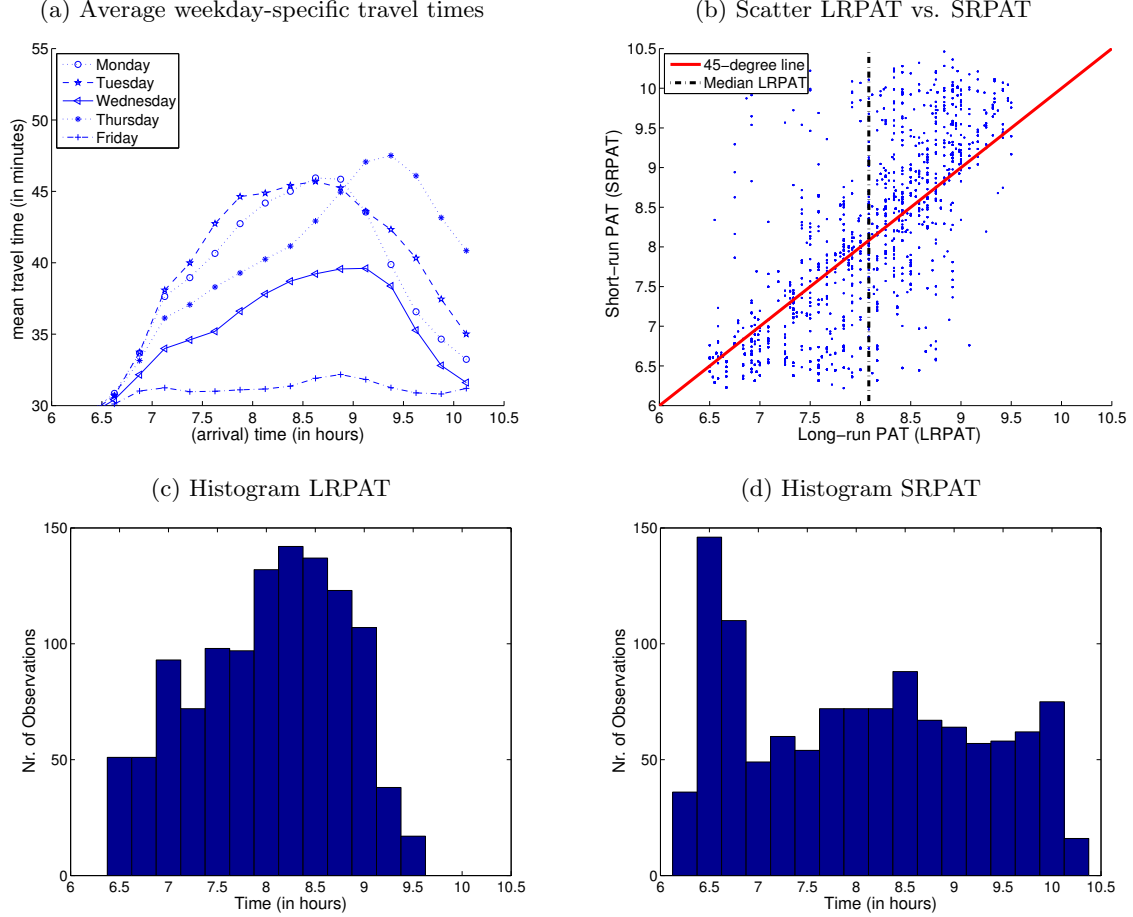 (a) Average weekday-specific travel times
55
50
45
40
35
30
mean travel time (in minutes)
Monday
Tuesday
Wednesday
Thursday
Friday
6 6.5 7 7.5 8 8.5 9 9.5 10 10.5
(arrival) time (in hours)
(b) Scatter LRPAT vs. SRPAT
10.5
10
9.5
9
8.5
8
7.5
7
6.5
6
Short-run PAT (SRPAT)
45-degree line
Median LRPAT
6 6.5 7 7.5 8 8.5 9 9.5 10 10.5
Long-run PAT (LRPAT)
(c) Histogram LRPAT
150
100
50
0
Nr. of Observations
6 6.5 7 7.5 8 8.5 9 9.5 10 10.5
Time (in hours)
(d) Histogram SRPAT
150
100
50
0
Nr. of Observations
6 6.5 7 7.5 8 8.5 9 9.5 10 10.5
Time (in hours)